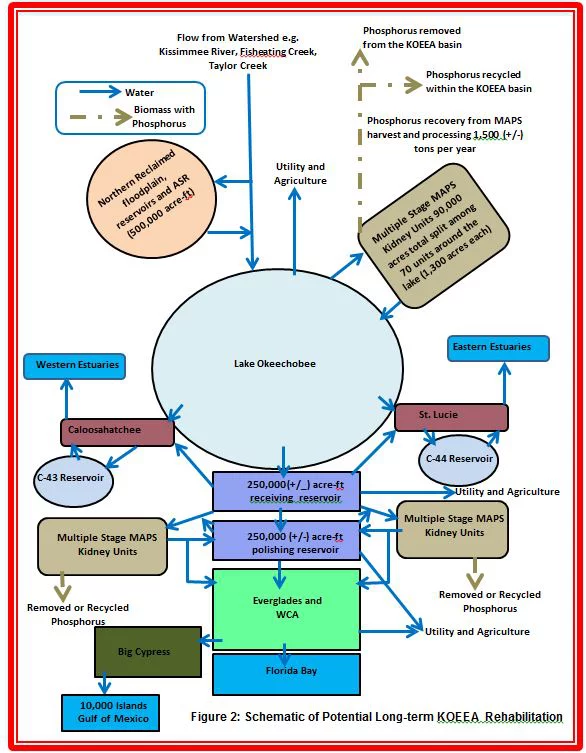 Flow from Watershed e.g.
Kissimmee River, Fisheating Creek,
Taylor Creek
Phosphorus removed
from the KOEEA basin
Phosphorus recycled
within the KOEEA basin
Water
Biomass with
Phosphorus
Phosphorus recovery from MAPS
harvest and processing 1,500 (+/-)
tons per year
Northern Reclaimed
floodplain,
reservoirs and ASR
(500,000 acre-ft)
Utility and
Agriculture
Multiple Stage MAPS
Kidney Units 90,000
acres total split among
70 units around the
lake (1,300 acres each)
Lake Okeechobee
Western Estuaries
Eastern Estuaries
Caloosahatchee
St. Lucie
C-43 Reservoir
C-44 Reservoir
250,000(+/_) acre-ft
receiving reservoir
Utility and Agriculture
Multiple Stage MAPS
Kidney Units
250,000 (+/-) acre-ft
polishing reservoir
Multiple Stage MAPS
Kidney Units
Removed or Recycled
Phosphorus
Everglades and
WCA
Removed or Recycled
Phosphorus
Utility and Agriculture
Big Cypress
Florida Bay
10,000 Islands
Gulf of Mexico
Figure 2: Schematic of Potential Long-term KOEEA Rehabilitation